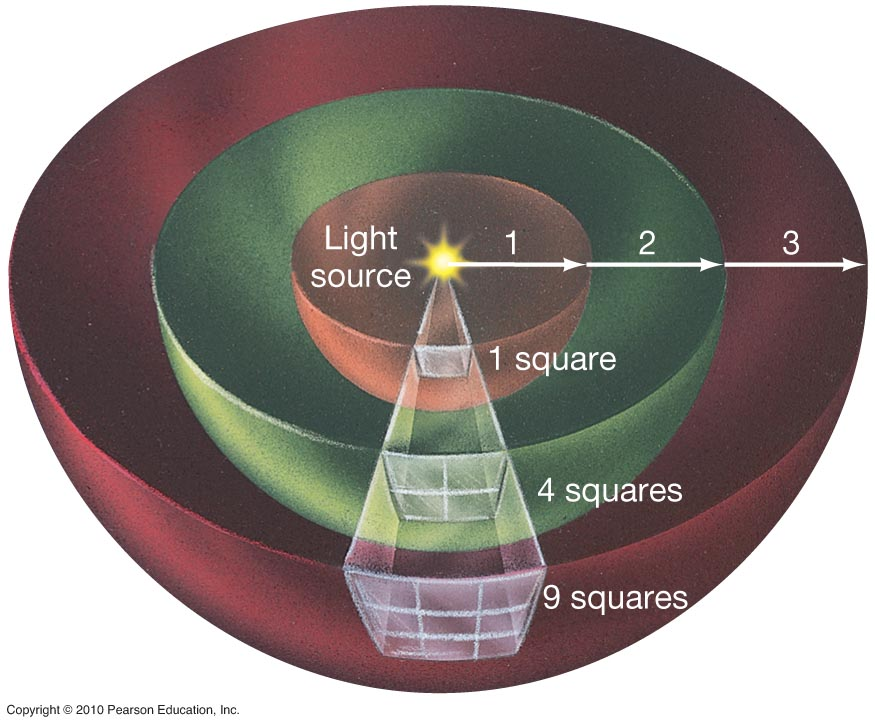 Light
source
1
2
3
1 square
4 squares
9 squares
Copyright © 2010 Pearson Education, Inc.